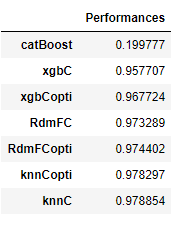 Performances
catBoost 0.199777
xgbC 0.957707
xgbCopti 0.967724
RdmFC 0.973289
RdmFCopti 0.974402
knnCopti 0.978297
knnC 0.978854